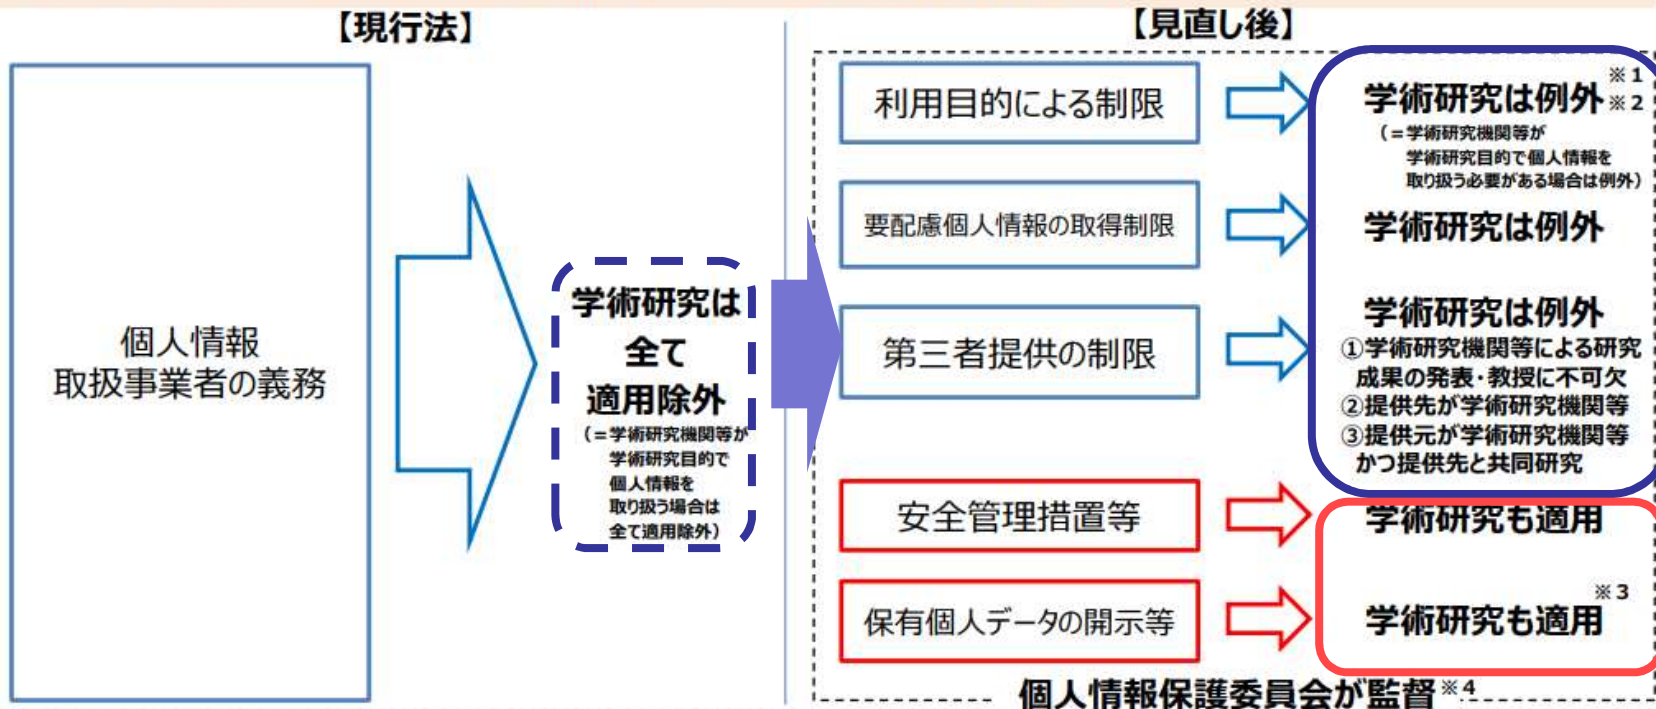 【現行法】
個人情報
取扱事業者の義務
学術研究は
全て
適用除外
(=学術研究機関等が
学術研究目的で
個人情報を
取り扱う場合は
全て適用除外)
【見直し後】
利用目的による制限
学術研究は例外※1
※2
(=学術研究機関等が
学術研究目的で個人情報を
取り扱う必要がある場合は例外)
要配慮個人情報の取得制限
学術研究は例外
第三者提供の制限
学術研究は例外
①学術研究機関等による研究
成果の発表・教授に不可欠
②提供先が学術研究機関等
③提供元が学術研究機関等
かつ提供先と共同研究
安全管理措置等
学術研究も適用
保有個人データの開示等
学術研究も適用※3
個人情報保護委員会が監督※4